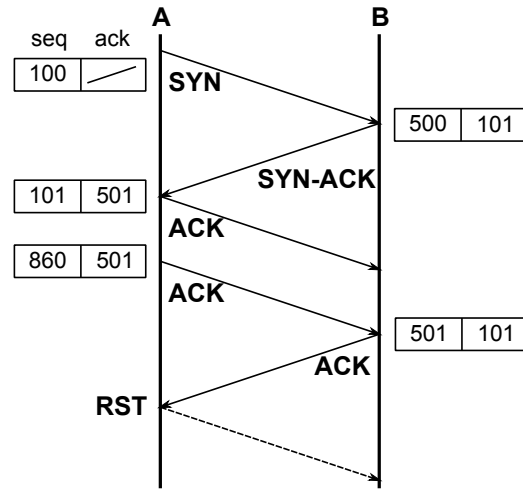 A B
seq ack
100
SYN
500 101
SYN-ACK
101 501
ACK
860 501
ACK
501 101
ACK
RST